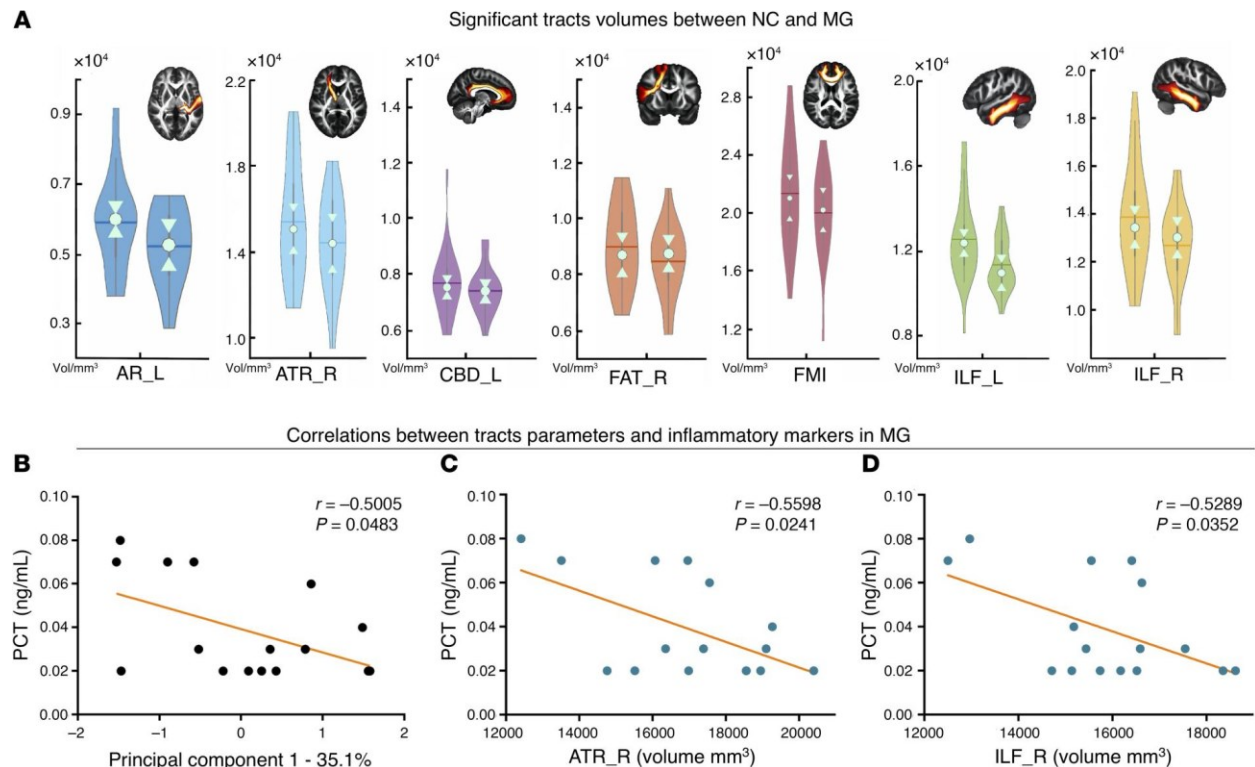 A
Significant tracts volumes between NC and MG
×10⁴
0.9
0.7
0.5
0.3
Vol/mm³
AR_L
×10⁴
2.2
1.8
1.4
1.0
Vol/mm³
ATR_R
×10⁴
1.4
1.2
1.0
0.8
0.6
Vol/mm³
CBD_L
×10⁴
1.4
1.2
1.0
0.8
0.6
Vol/mm³
FAT_R
×10⁴
2.8
2.4
2.0
1.6
1.2
Vol/mm³
FMI
×10⁴
2.0
1.6
1.2
0.8
Vol/mm³
ILF_L
×10⁴
2.0
1.8
1.6
1.4
1.2
1.0
Vol/mm³
ILF_R
Correlations between tracts parameters and inflammatory markers in MG
B
r = –0.5005
P = 0.0483
PCT (ng/mL)
0.10
0.08
0.06
0.04
0.02
0.00
–2 –1 0 1 2
Principal component 1 - 35.1%
C
r = –0.5598
P = 0.0241
PCT (ng/mL)
0.10
0.08
0.06
0.04
0.02
0.00
12000 14000 16000 18000 20000
ATR_R (volume mm³)
D
r = –0.5289
P = 0.0352
PCT (ng/mL)
0.10
0.08
0.06
0.04
0.02
0.00
12000 14000 16000 18000
ILF_R (volume mm³)